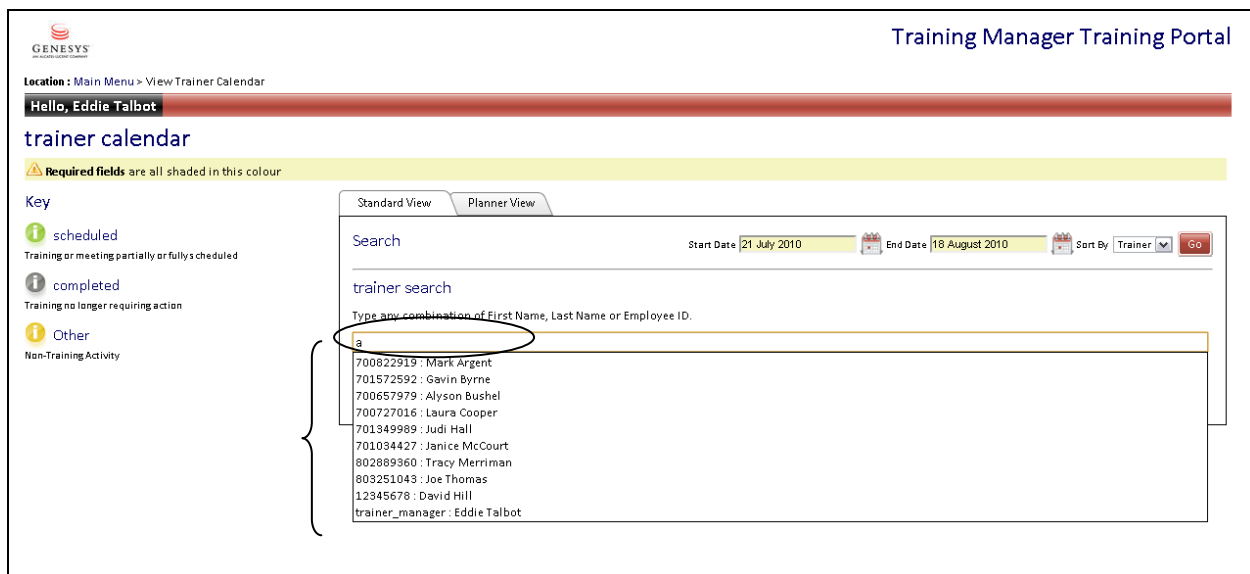 GENESYS
AN ALCATEL-LUCENT COMPANY
Training Manager Training Portal
Location : Main Menu > View Trainer Calendar
Hello, Eddie Talbot
trainer calendar
Required fields are all shaded in this colour
Key
scheduled
Training or meeting partially or fully scheduled
completed
Training no longer requiring action
Other
Non-Training Activity
Standard View Planner View
Search Start Date 21 July 2010 End Date 18 August 2010 Sort By Trainer Go
trainer search
Type any combination of First Name, Last Name or Employee ID.
a
700822919 : Mark Argent
701572592 : Gavin Byrne
700657979 : Alyson Bushel
700727016 : Laura Cooper
701349989 : Judi Hall
701034427 : Janice McCourt
802889360 : Tracy Merriman
803251043 : Joe Thomas
12345678 : David Hill
trainer_manager : Eddie Talbot